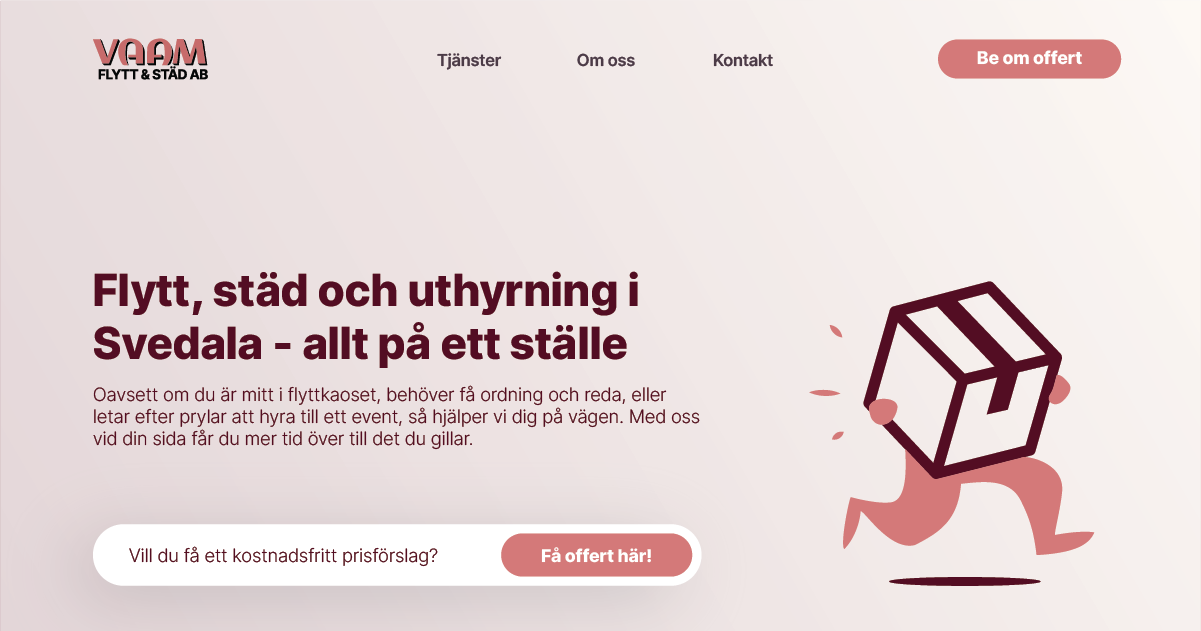 VAAM
FLYTT & STÄD AB
Tjänster
Om oss
Kontakt
Be om offert
Flytt, städ och uthyrning i
Svedala - allt på ett ställe
Oavsett om du är mitt i flyttkaoset, behöver få ordning och reda, eller
letar efter prylar att hyra till ett event, så hjälper vi dig på vägen. Med oss
vid din sida får du mer tid över till det du gillar.
Vill du få ett kostnadsfritt prisförslag?
Få offert här!